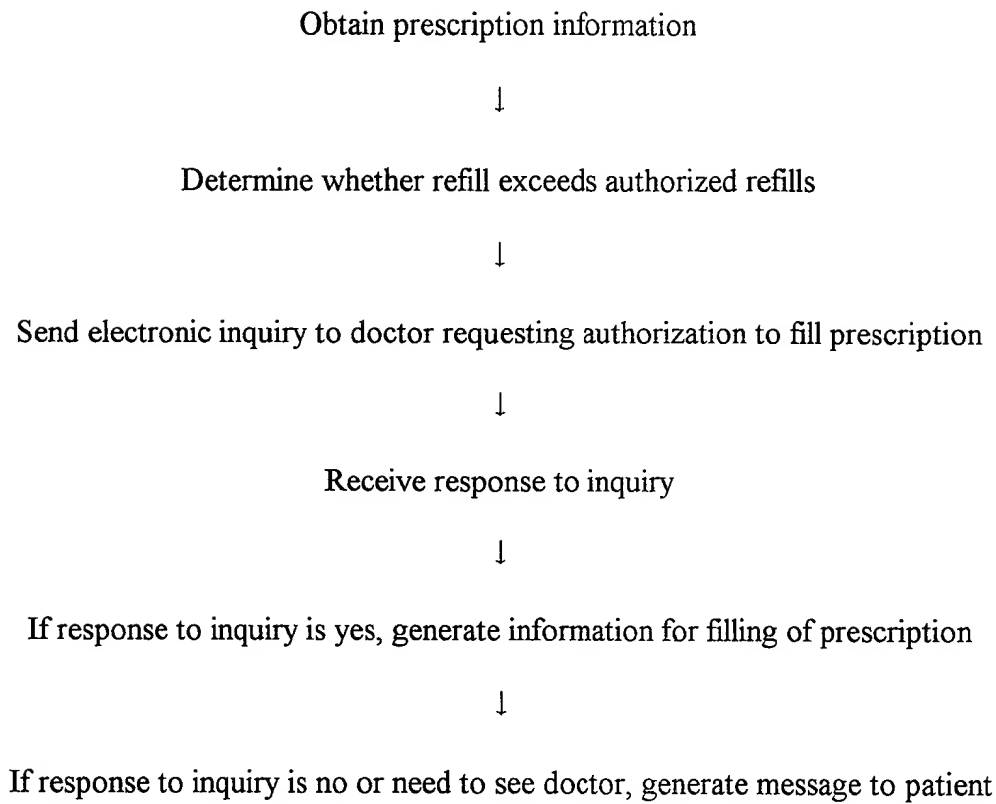 Obtain prescription information
↓
Determine whether refill exceeds authorized refills
↓
Send electronic inquiry to doctor requesting authorization to fill prescription
↓
Receive response to inquiry
↓
If response to inquiry is yes, generate information for filling of prescription
↓
If response to inquiry is no or need to see doctor, generate message to patient